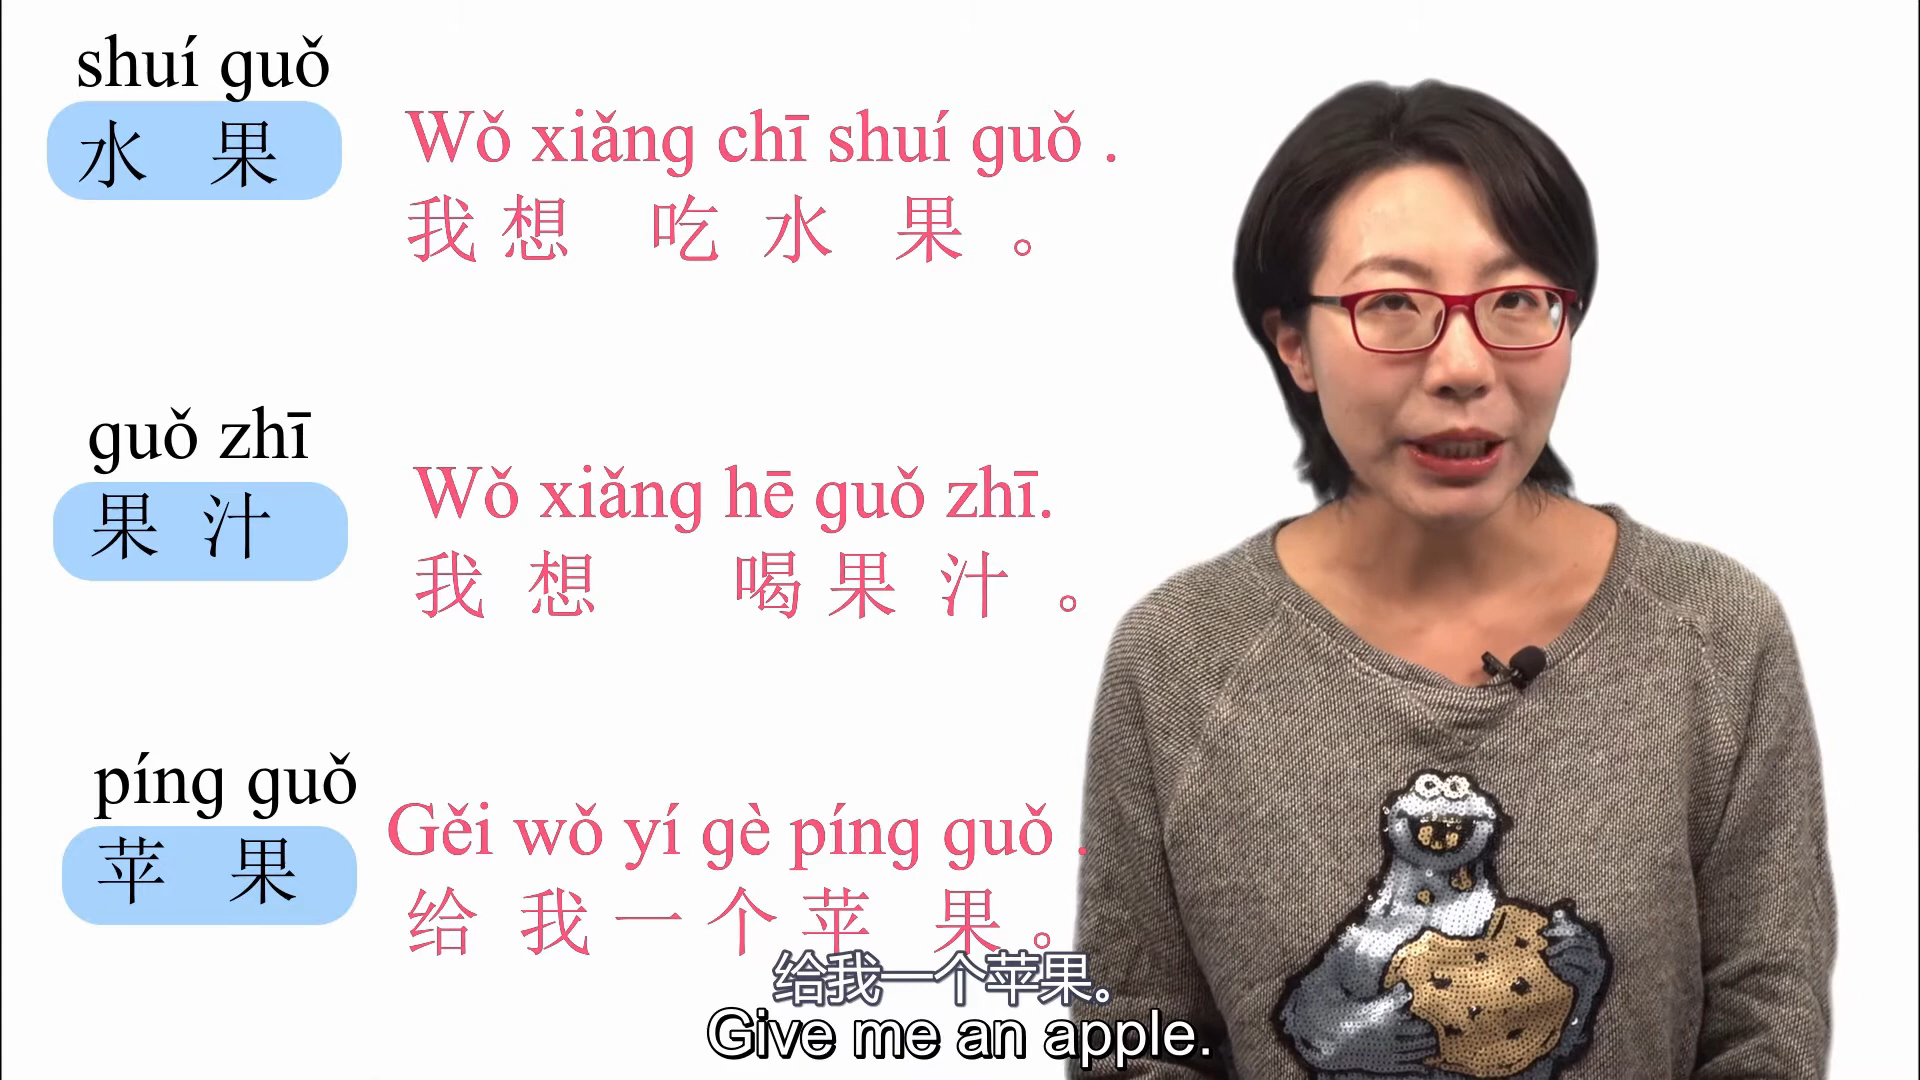 shuí guǒ
水 果
Wǒ xiǎng chī shuí guǒ .
我 想 吃 水 果 。
guǒ zhī
果 汁
Wǒ xiǎng hē guǒ zhī.
我 想 喝 果 汁 。
píng guǒ
苹 果
Gěi wǒ yí gè píng guǒ .
给 我 一 个 苹 果 。
给我一个苹果。
Give me an apple.